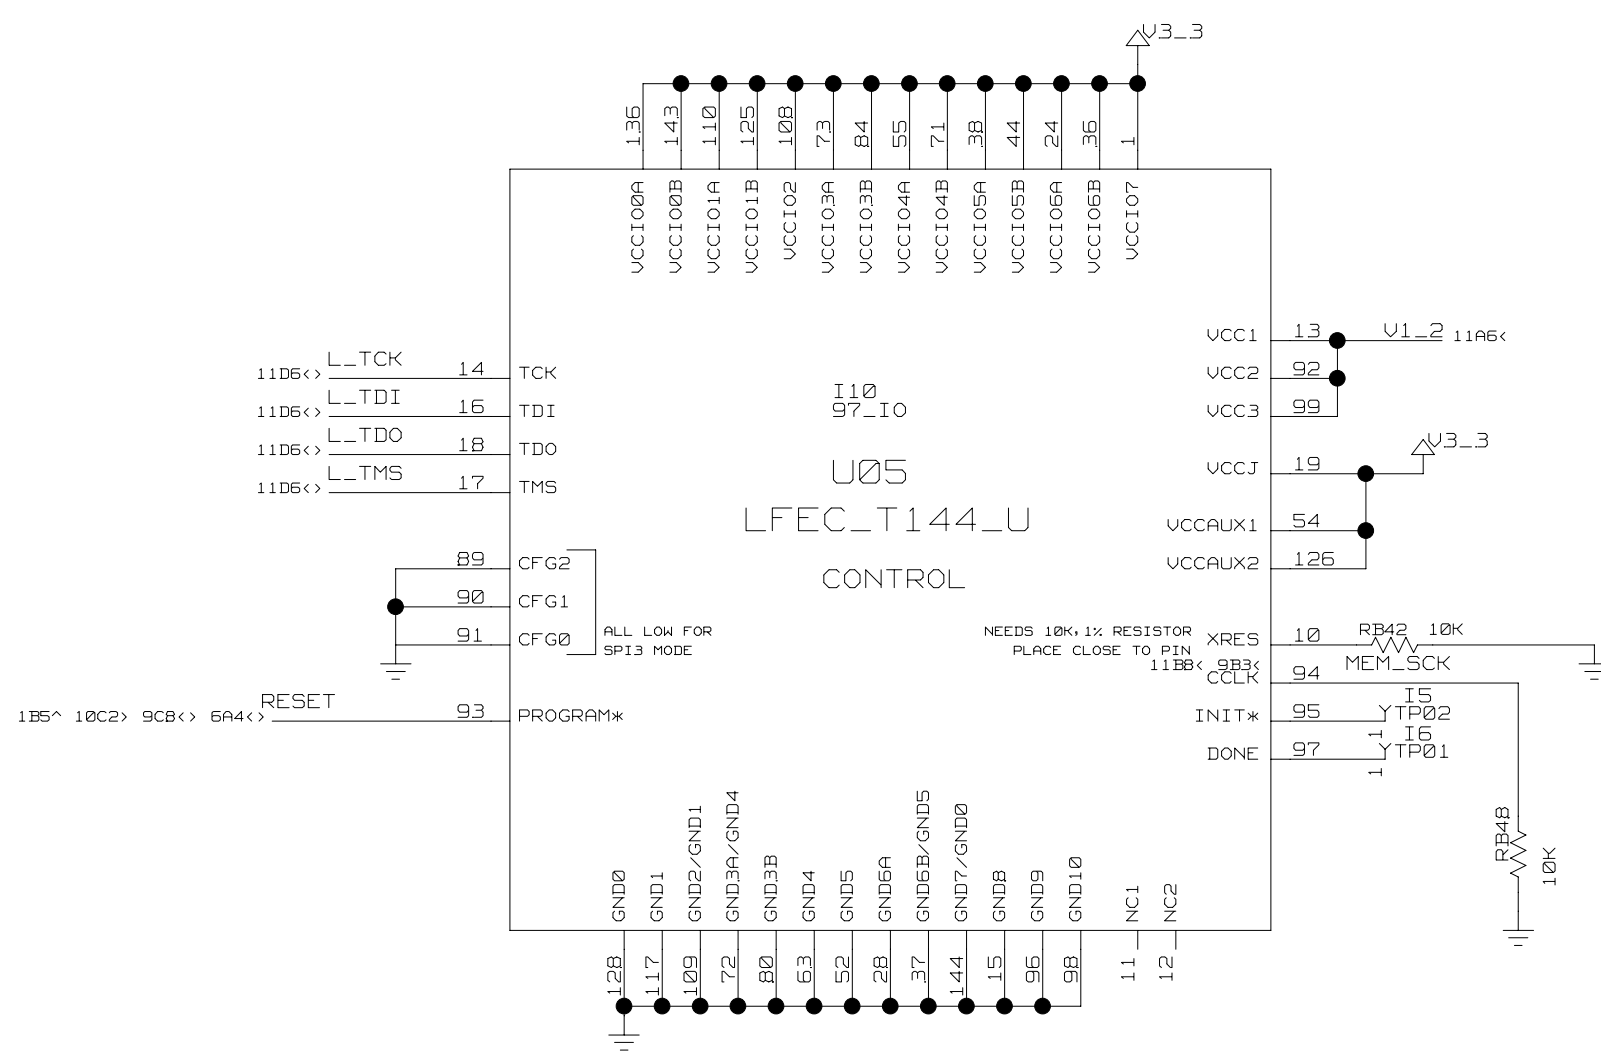 V3_3
136 143 110 125 108 73 84 55 71 38 44 24 36 1
VCCIO0A VCCIO0B VCCIO1A VCCIO1B VCCIO2 VCCIO3A VCCIO3B VCCIO4A VCCIO4B VCCIO5A VCCIO5B VCCIO6A VCCIO6B VCCIO7
VCC1 13 V1_2 11A6<
11D6<> L_TCK 14 TCK
VCC2 92
I10
11D6<> L_TDI 16 TDI
97_IO
VCC3 99
11D6<> L_TDO 18 TDO
V3_3
U05
VCCJ 19
11D6<> L_TMS 17 TMS
LFEC_T144_U
VCCAUX1 54
89 CFG2
VCCAUX2 126
CONTROL
90 CFG1
91 CFG0
ALL LOW FOR
SPI3 MODE
NEEDS 10K,1% RESISTOR
PLACE CLOSE TO PIN
XRES 10 RB42 10K
11B8< 9B3<
MEM_SCK
CCLK 94
1B5^ 10C2> 9C8<> 6A4<> RESET 93 PROGRAM*
I5
INIT* 95 1 TP02
I6
DONE 97 1 TP01
RB48 10K
GND0 GND1 GND2/GND1 GND3A/GND4 GND3B GND4 GND5 GND6A GND6B/GND5 GND7/GND0 GND8 GND9 GND10 NC1 NC2
128 117 109 72 80 63 52 28 37 144 15 96 98 11 12